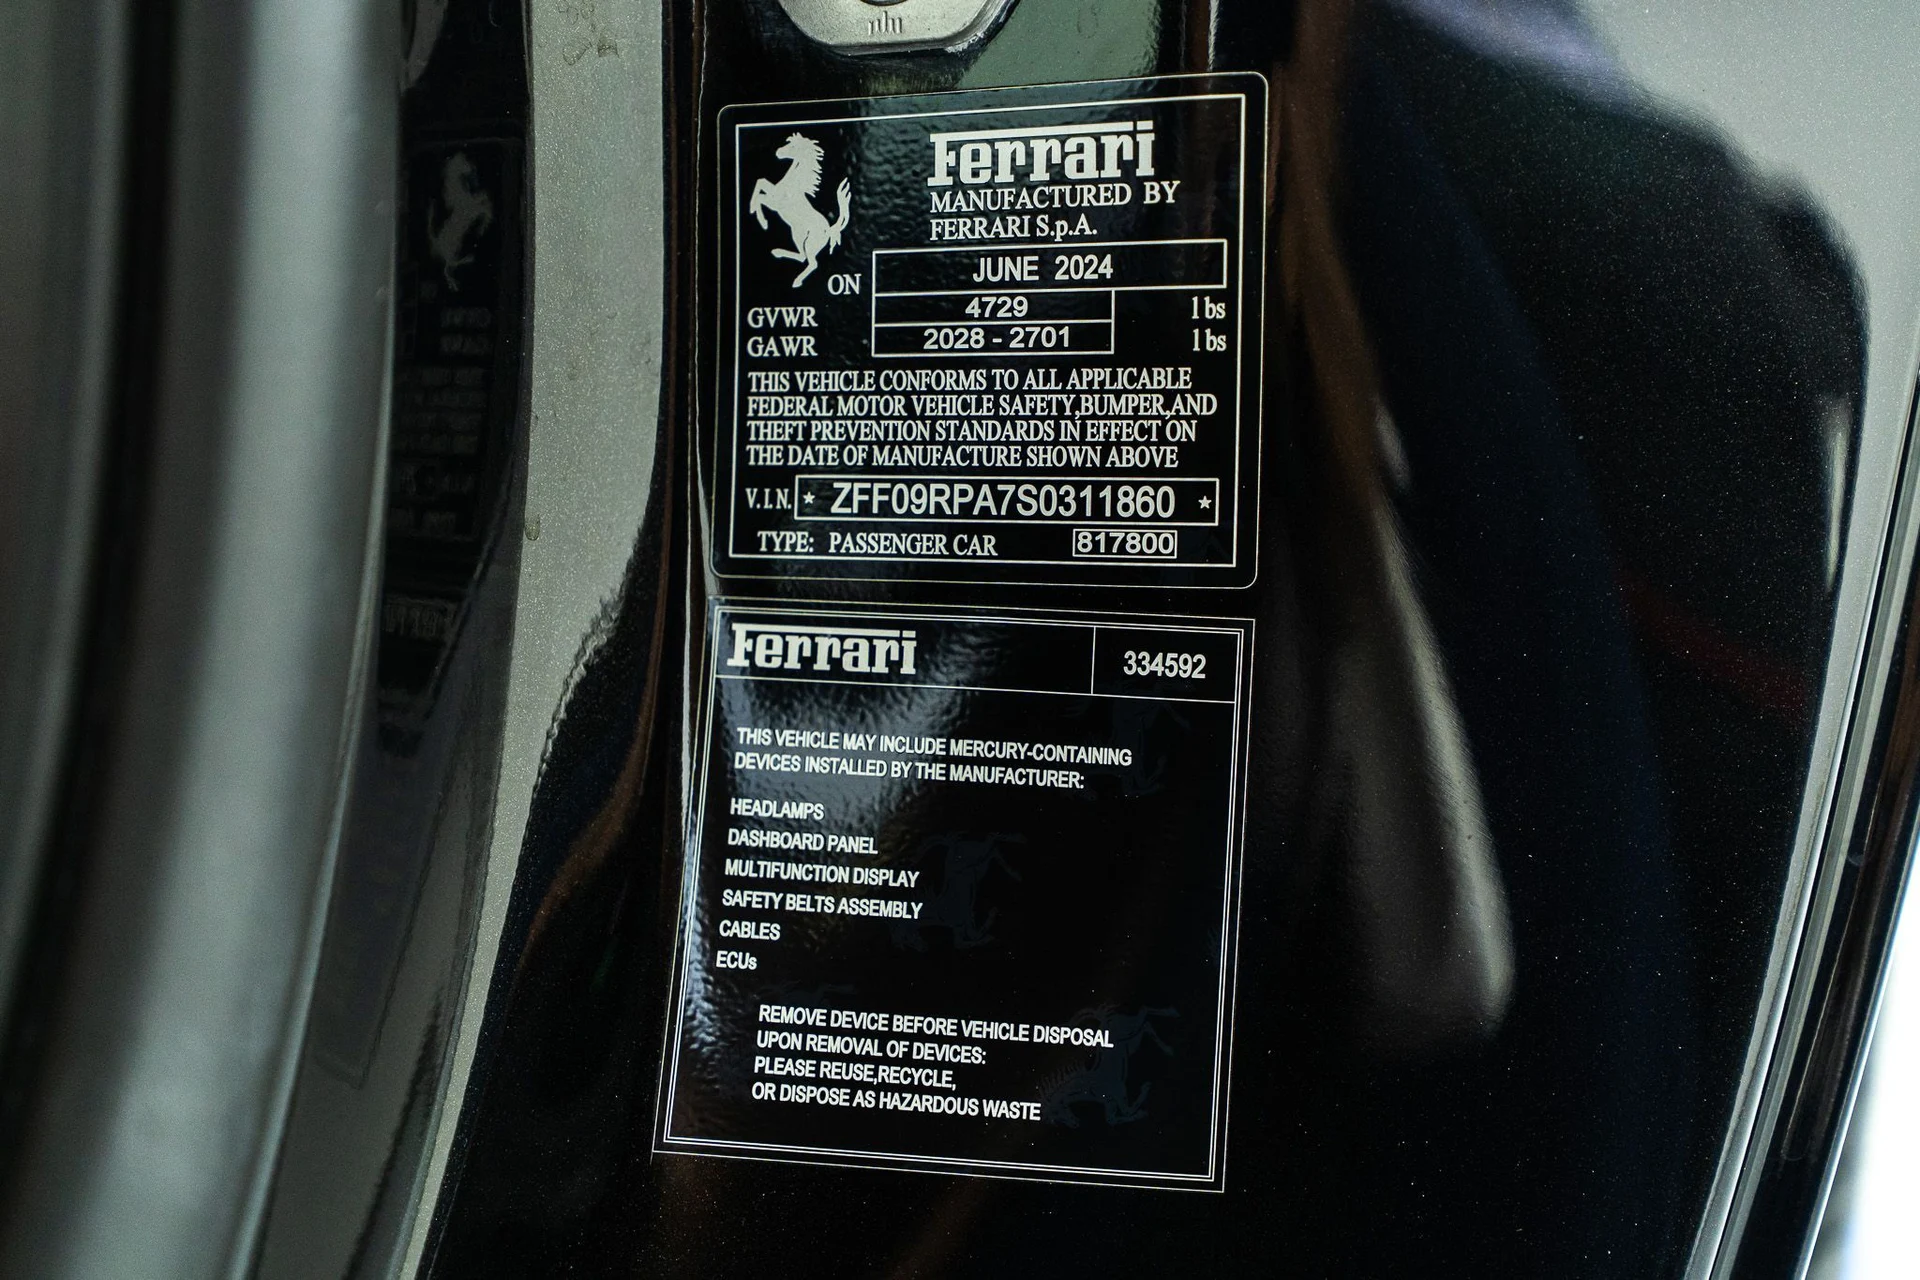 Ferrari
MANUFACTURED BY
FERRARI S.p.A.
ON JUNE 2024
GVWR 4729 lbs
GAWR 2028 - 2701 lbs
THIS VEHICLE CONFORMS TO ALL APPLICABLE
FEDERAL MOTOR VEHICLE SAFETY,BUMPER,AND
THEFT PREVENTION STANDARDS IN EFFECT ON
THE DATE OF MANUFACTURE SHOWN ABOVE
V.I.N. * ZFF09RPA7S0311860 *
TYPE: PASSENGER CAR 817800
Ferrari 334592
THIS VEHICLE MAY INCLUDE MERCURY-CONTAINING
DEVICES INSTALLED BY THE MANUFACTURER:
HEADLAMPS
DASHBOARD PANEL
MULTIFUNCTION DISPLAY
SAFETY BELTS ASSEMBLY
CABLES
ECUs
REMOVE DEVICE BEFORE VEHICLE DISPOSAL
UPON REMOVAL OF DEVICES:
PLEASE REUSE,RECYCLE,
OR DISPOSE AS HAZARDOUS WASTE